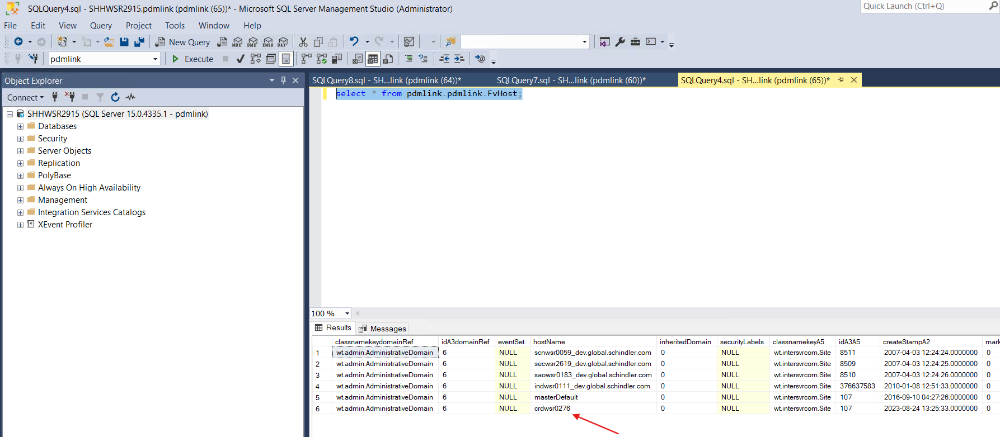 SQLQuery4.sql - SHHWSR2915.pdmlink (pdmlink (65))* - Microsoft SQL Server Management Studio (Administrator)
Quick Launch (Ctrl+Q)
File Edit View Query Project Tools Window Help
New Query MDX DMX XMLA DAX
pdmlink Execute
Object Explorer
SQLQuery8.sql - SH...link (pdmlink (64))* SQLQuery7.sql - SH...link (pdmlink (60))* SQLQuery4.sql - SH...link (pdmlink (65))*
Connect
select * from pdmlink.pdmlink.FvHost;
SHHWSR2915 (SQL Server 15.0.4335.1 - pdmlink)
Databases
Security
Server Objects
Replication
PolyBase
Always On High Availability
Management
Integration Services Catalogs
XEvent Profiler
100 %
Results Messages
classnamekeydomainRef idA3domainRef eventSet hostName inheritedDomain securityLabels classnamekeyA5 idA3A5 createStampA2 mark
1 wt.admin.AdministrativeDomain 6 NULL scnwsr0059_dev.global.schindler.com 0 NULL wt.intersvrcom.Site 8511 2007-04-03 12:24:24.0000000 0
2 wt.admin.AdministrativeDomain 6 NULL secwsr2619_dev.global.schindler.com 0 NULL wt.intersvrcom.Site 8509 2007-04-03 12:24:25.0000000 0
3 wt.admin.AdministrativeDomain 6 NULL saowsr0183_dev.global.schindler.com 0 NULL wt.intersvrcom.Site 8510 2007-04-03 12:24:26.0000000 0
4 wt.admin.AdministrativeDomain 6 NULL indwsr0111_dev.global.schindler.com 0 NULL wt.intersvrcom.Site 376637583 2010-01-08 12:51:33.0000000 0
5 wt.admin.AdministrativeDomain 6 NULL masterDefault 0 NULL wt.intersvrcom.Site 107 2016-09-10 04:27:26.0000000 0
6 wt.admin.AdministrativeDomain 6 NULL crdwsr0276 0 NULL wt.intersvrcom.Site 107 2023-08-24 13:25:33.0000000 0